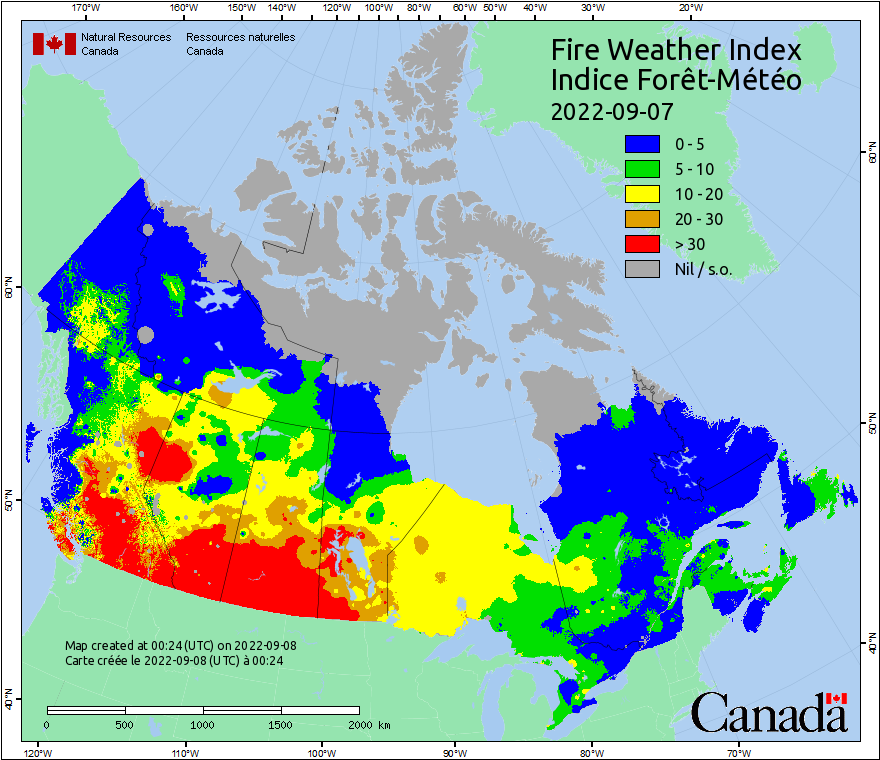 170°W 160°W 150°W 140°W 130°W 120°W 110°W 100°W 90°W 80°W 60°W 50°W 40°W 30°W 20°W
Natural Resources Ressources naturelles
Canada Canada
Fire Weather Index
Indice Forêt-Météo
2022-09-07
0 - 5
5 - 10
10 - 20
20 - 30
> 30
Nil / s.o.
60°N
60°N
50°N
50°N
40°N
40°N
Map created at 00:24 (UTC) on 2022-09-08
Carte créée le 2022-09-08 (UTC) à 00:24
0 500 1000 1500 2000 km
Canada
120°W 110°W 100°W 90°W 80°W 70°W